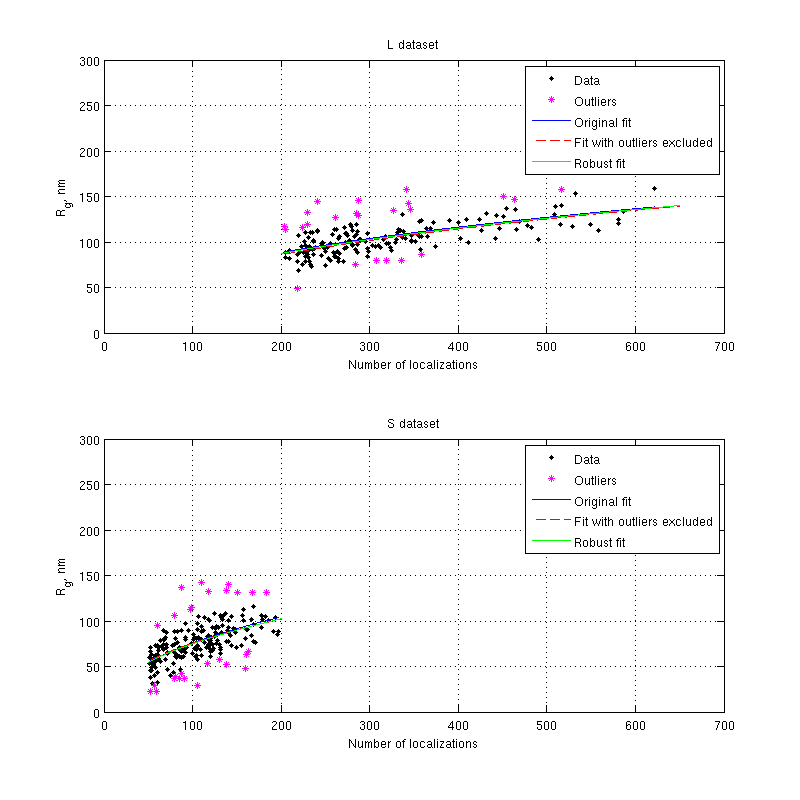 L dataset
300
250
200
150
100
50
0
Rg, nm
0 100 200 300 400 500 600 700
Number of localizations
Data
Outliers
Original fit
Fit with outliers excluded
Robust fit
S dataset
300
250
200
150
100
50
0
Rg, nm
0 100 200 300 400 500 600 700
Number of localizations
Data
Outliers
Original fit
Fit with outliers excluded
Robust fit